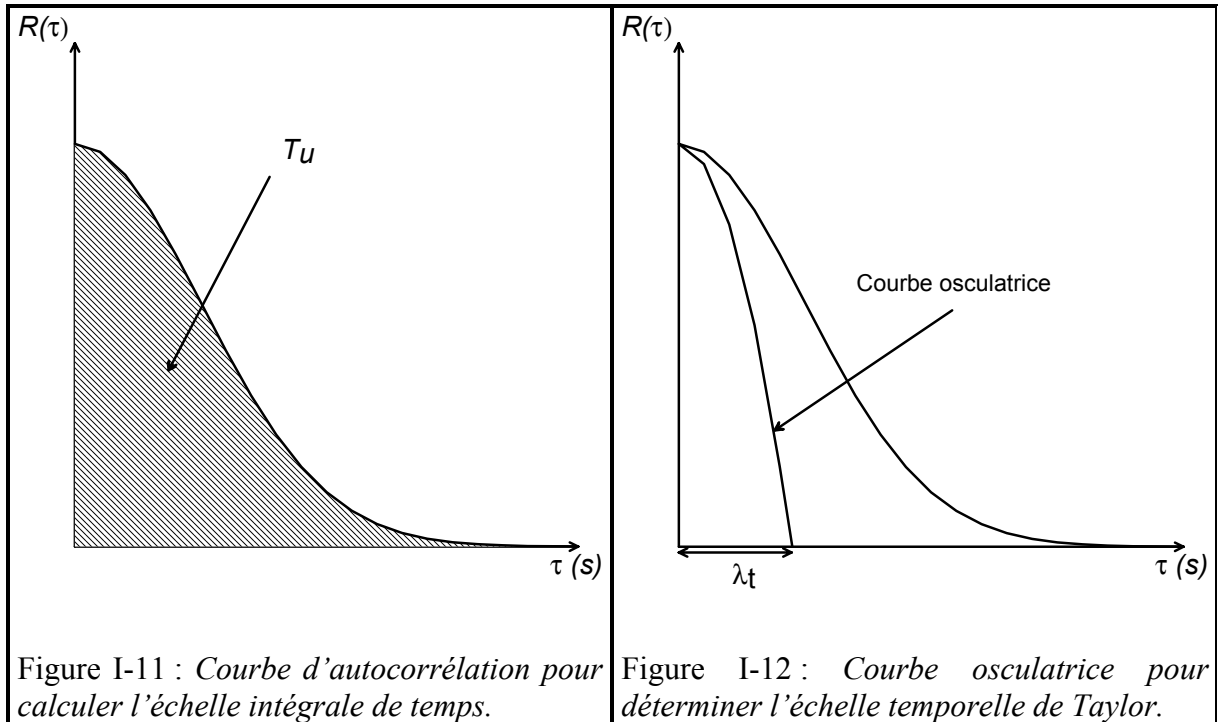 R(τ)
Tu
τ (s)
Figure I-11 : Courbe d’autocorrélation pour
calculer l’échelle intégrale de temps.
R(τ)
Courbe osculatrice
τ (s)
λt
Figure I-12 : Courbe osculatrice pour
déterminer l’échelle temporelle de Taylor.